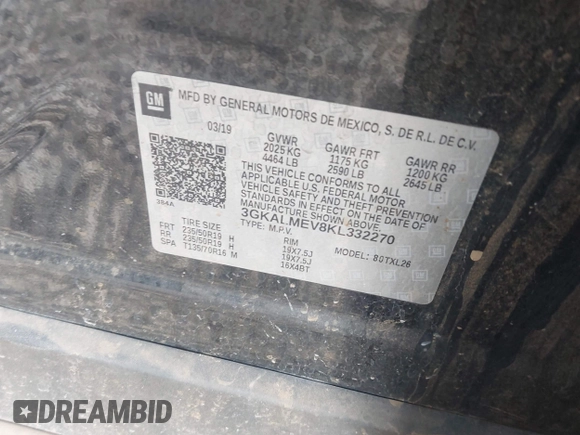 GM
MFD BY GENERAL MOTORS DE MEXICO, S. DE R.L. DE C.V.
03/19 GVWR GAWR FRT GAWR RR
2025 KG 1175 KG 1200 KG
4464 LB 2590 LB 2645 LB
THIS VEHICLE CONFORMS TO ALL
APPLICABLE U.S. FEDERAL MOTOR
VEHICLE SAFETY AND THEFT PREVENTION
STANDARDS IN EFFECT ON THE DATE OF
MANUFACTURE SHOWN ABOVE.
384A
3GKALMEV8KL332270
TYPE: M.P.V. MODEL: 80TXL26
TIRE SIZE RIM
FRT 235/50R19 H 19X7.5J
RR 235/50R19 H 19X7.5J
SPA T135/70R16 M 16X4BT
DREAMBID